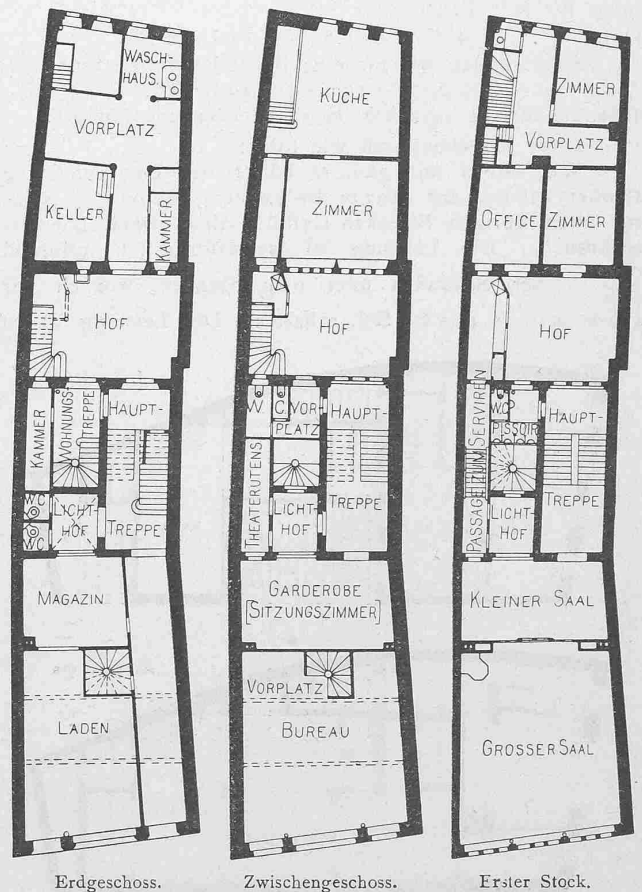 WASCH-
HAUS.
VORPLATZ
KELLER
KAMMER
HOF
KAMMER
WOHNUNGS
TREPPE
HAUPT-
TREPPE
WC
WC
LICHT-
HOF
MAGAZIN
LADEN
Erdgeschoss.
KÜCHE
ZIMMER
HOF
W.
C.
VOR-
PLATZ
HAUPT-
TREPPE
THEATERUTENS
LICHT-
HOF
GARDEROBE
[SITZUNGSZIMMER]
VORPLATZ
BUREAU
Zwischengeschoss.
ZIMMER
VORPLATZ
OFFICE
ZIMMER
HOF
PASSAGE ZUM SERVIREN
W.C.
PISSOIR
HAUPT-
TREPPE
LICHT-
HOF
KLEINER SAAL
GROSSER SAAL
Erster Stock.